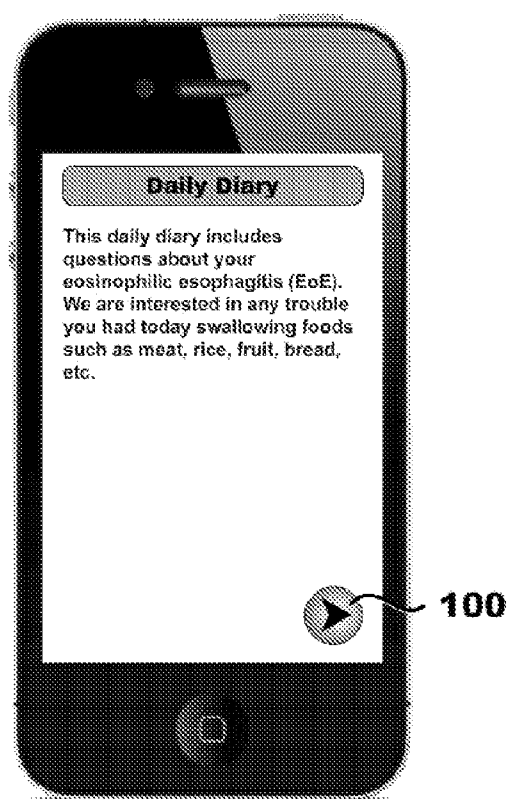 Daily Diary
This daily diary includes
questions about your
eosinophilic esophagitis (EoE).
We are interested in any trouble
you had today swallowing foods
such as meat, rice, fruit, bread,
etc.
100